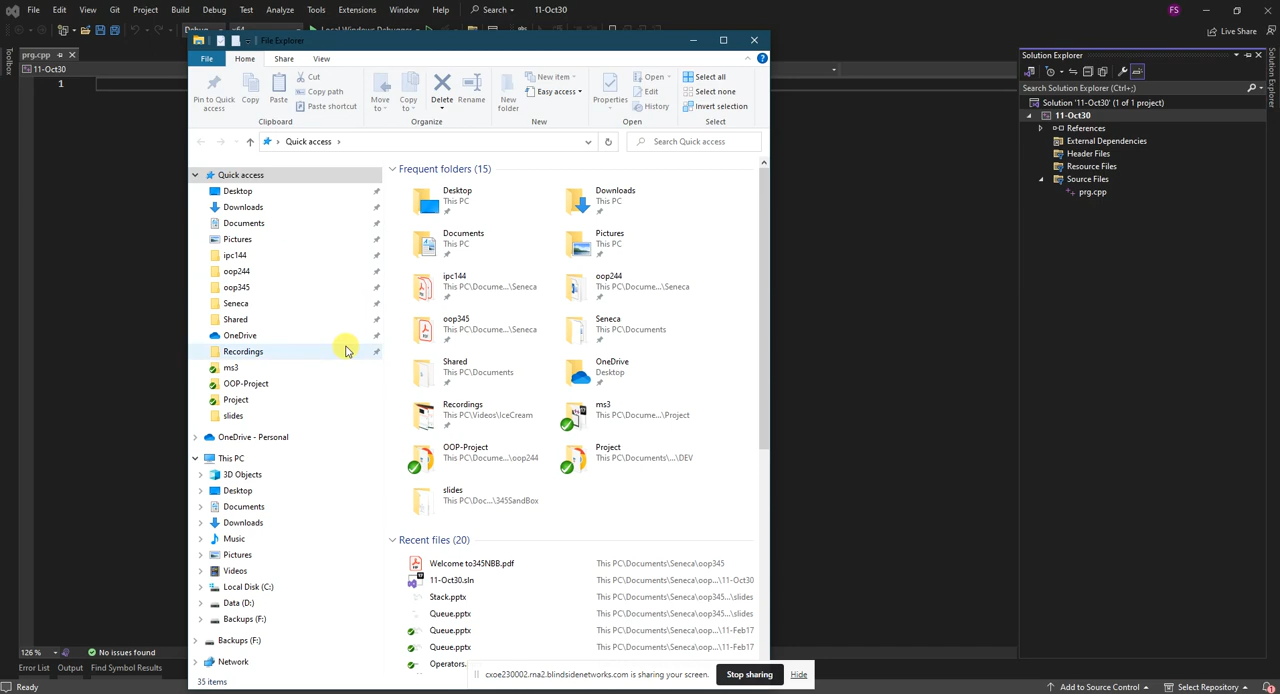 File Edit View Git Project Build Debug Test Analyze Tools Extensions Window Help Search 11-Oct30 FS
Live Share
prg.cpp
11-Oct30
1
Toolbox
File Explorer
File Home Share View
Pin to Quick access
Copy
Paste
Cut
Copy path
Paste shortcut
Clipboard
Move to
Copy to
Delete
Rename
Organize
New folder
New item
Easy access
New
Properties
Open
Edit
History
Open
Select all
Select none
Invert selection
Select
Quick access
Search Quick access
Quick access
Desktop
Downloads
Documents
Pictures
ipc144
oop244
oop345
Seneca
Shared
OneDrive
Recordings
ms3
OOP-Project
Project
slides
OneDrive - Personal
This PC
3D Objects
Desktop
Documents
Downloads
Music
Pictures
Videos
Local Disk (C:)
Data (D:)
Backups (F:)
Backups (F:)
Network
35 items
Frequent folders (15)
Desktop
This PC
Downloads
This PC
Documents
This PC
Pictures
This PC
ipc144
This PC\Docume...\Seneca
oop244
This PC\Docume...\Seneca
oop345
This PC\Docume...\Seneca
Seneca
This PC\Documents
Shared
This PC\Documents
OneDrive
Desktop
Recordings
This PC\Videos\IceCream
ms3
This PC\Docume...\Project
OOP-Project
This PC\Docume...\oop244
Project
This PC\Documents\...\DEV
slides
This PC\Doc...\345SandBox
Recent files (20)
Welcome to345NBB.pdf This PC\Documents\Seneca\oop345
11-Oct30.sln This PC\Documents\Seneca\oop...\11-Oct30
Stack.pptx This PC\Documents\Seneca\oop345...\slides
Queue.pptx This PC\Documents\Seneca\oop345...\slides
Queue.pptx This PC\Documents\Seneca\oop...\11-Feb17
Queue.pptx This PC\Documents\Seneca\oop...\11-Feb17
Operators.
cxoe230002.rna2.blindsidenetworks.com is sharing your screen. Stop sharing Hide
Solution Explorer
Search Solution Explorer (Ctrl+;)
Solution '11-Oct30' (1 of 1 project)
11-Oct30
References
External Dependencies
Header Files
Resource Files
Source Files
prg.cpp
Solution Explorer
126 % No issues found
Error List Output Find Symbol Results
Ready Add to Source Control Select Repository